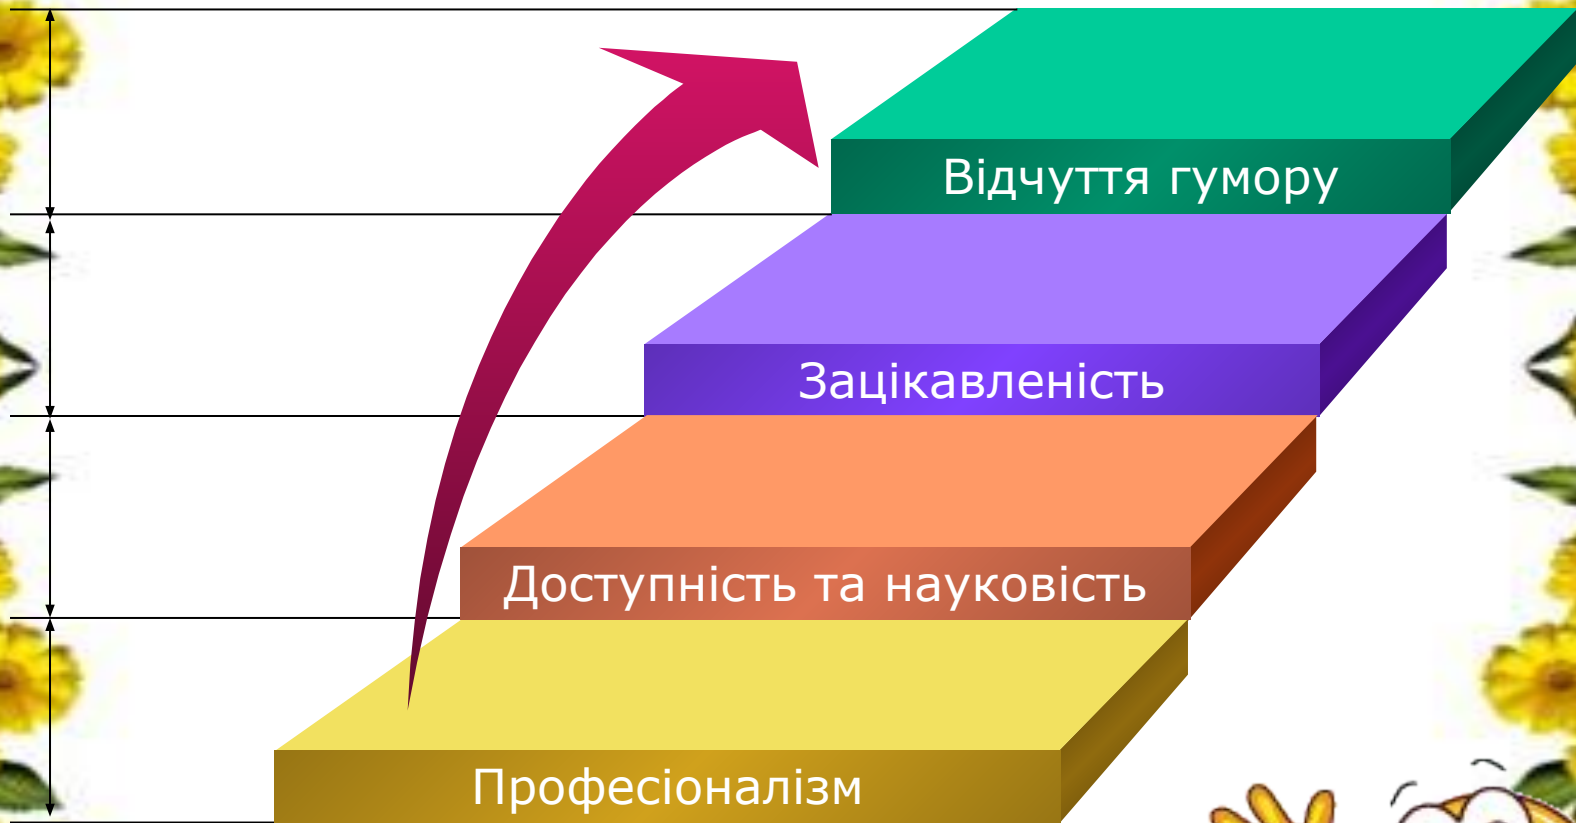 Відчуття гумору
Зацікавленість
Доступність та науковість
Професіоналізм